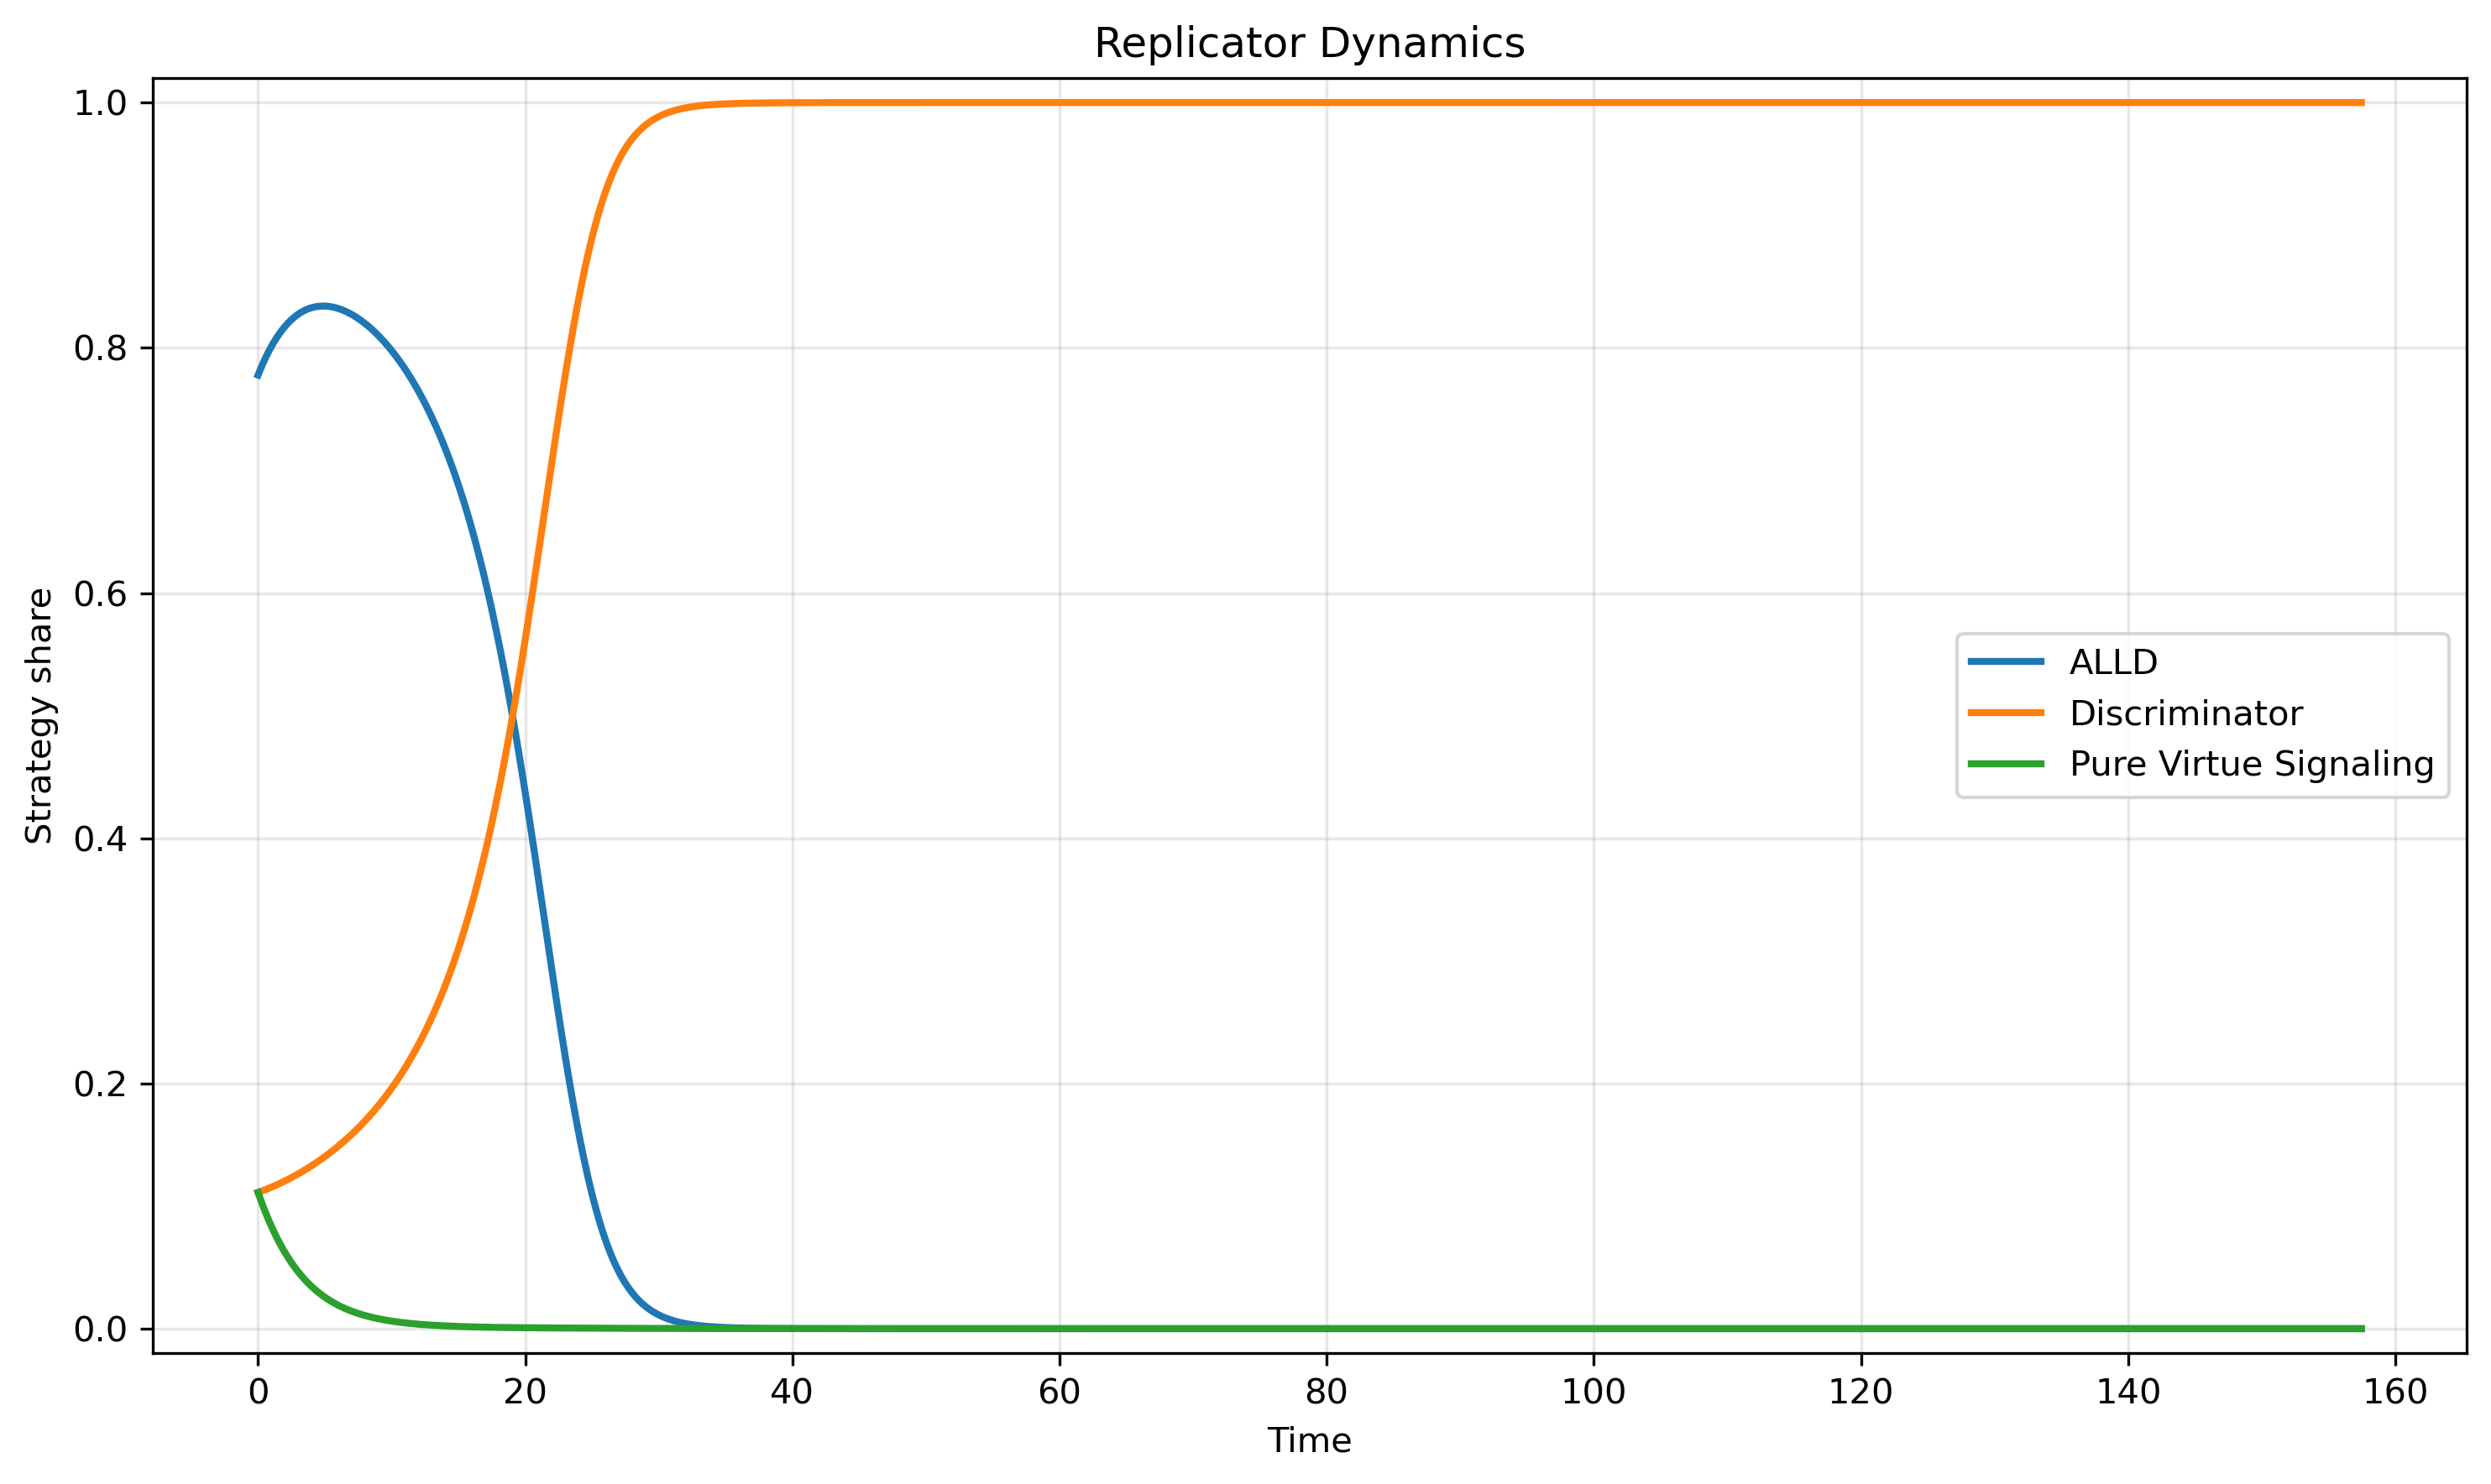 Replicator Dynamics
1.0
0.8
0.6
0.4
0.2
0.0
Strategy share
ALLD
Discriminator
Pure Virtue Signaling
0 20 40 60 80 100 120 140 160
Time